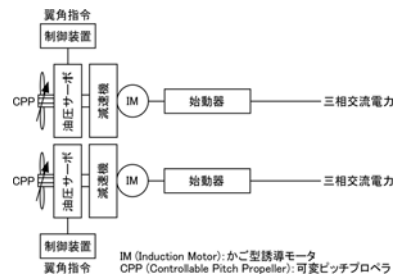 翼角指令
制御装置
CPP
油圧サーボ
減速機
IM
始動器
三相交流電力
CPP
油圧サーボ
減速機
IM
始動器
三相交流電力
制御装置
翼角指令
IM (Induction Motor):かご型誘導モータ
CPP (Controllable Pitch Propeller):可変ピッチプロペラ